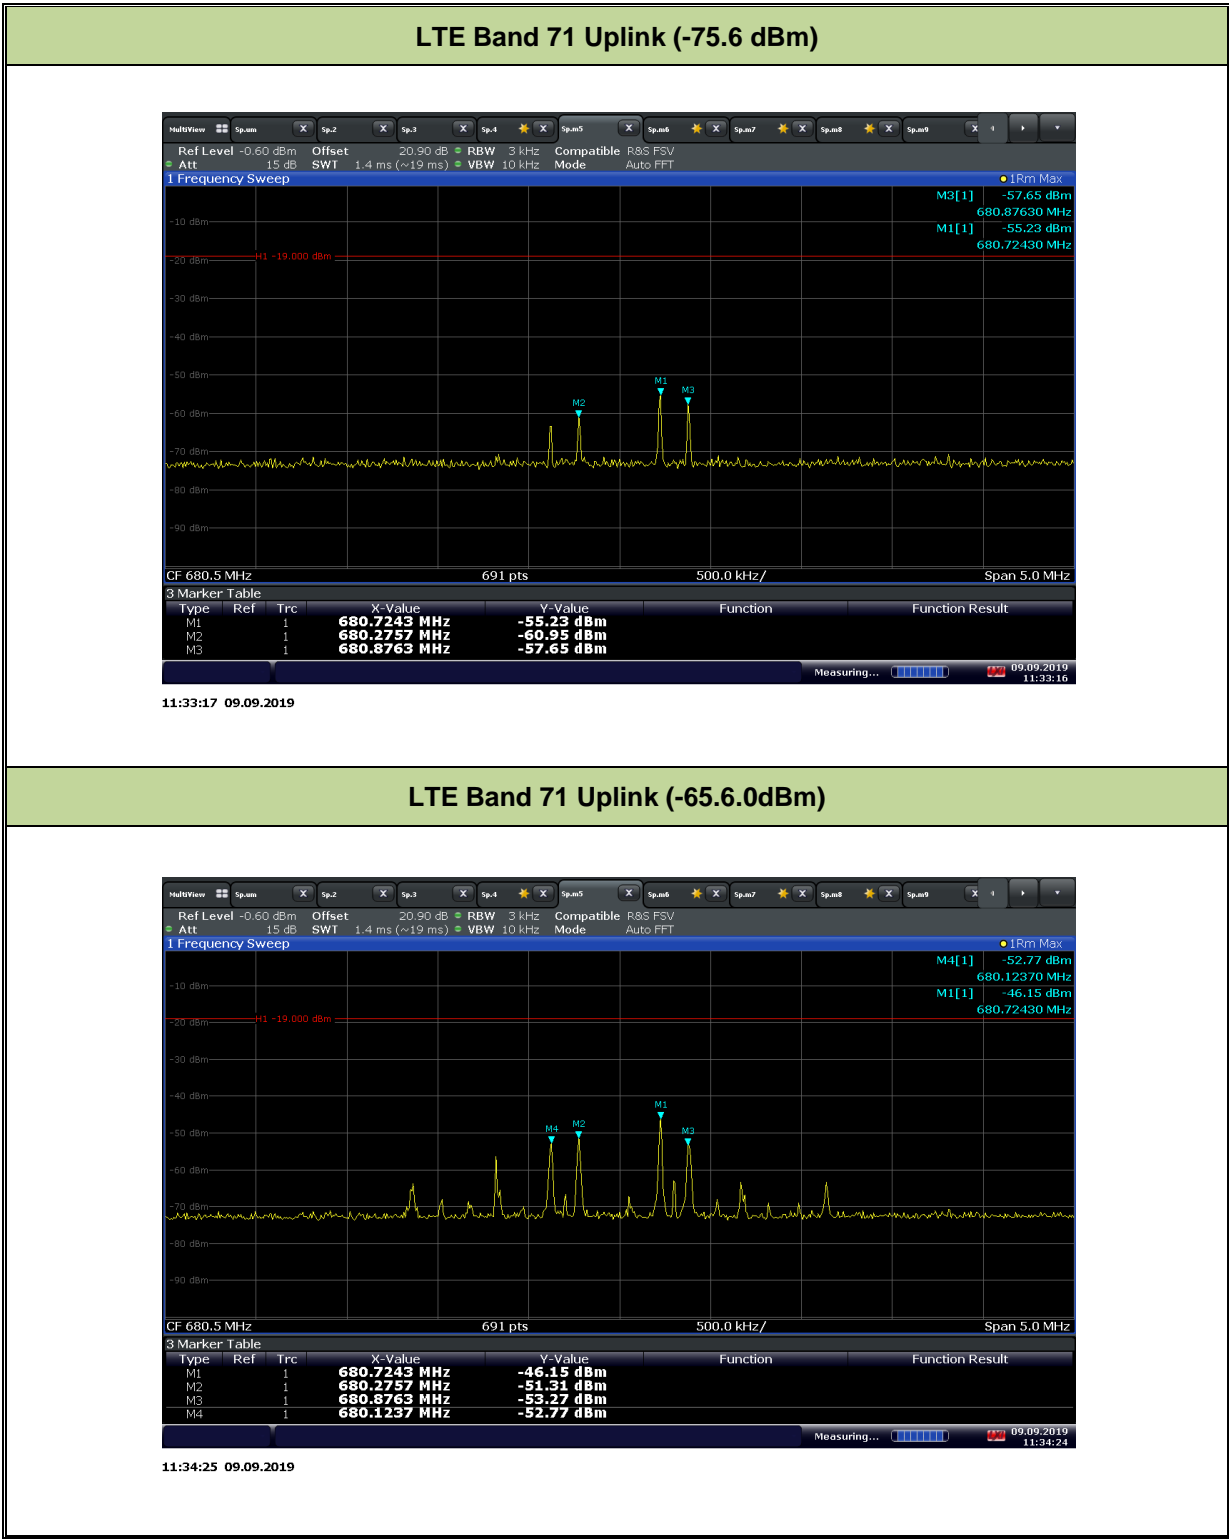 LTE Band 71 Uplink (-75.6 dBm)
MultiView Sp.um X Sp.2 X Sp.3 X Sp.4 X Sp.m5 X Sp.m6 X Sp.m7 X Sp.m8 X Sp.m9 X
Ref Level -0.60 dBm Offset 20.90 dB RBW 3 kHz Compatible R&S FSV
Att 15 dB SWT 1.4 ms (~19 ms) VBW 10 kHz Mode Auto FFT
1 Frequency Sweep 1Rm Max
M3[1] -57.65 dBm
680.87630 MHz
-10 dBm
M1[1] -55.23 dBm
680.72430 MHz
H1 -19.000 dBm
-20 dBm
-30 dBm
-40 dBm
-50 dBm
M1
M3
M2
-60 dBm
-70 dBm
-80 dBm
-90 dBm
CF 680.5 MHz 691 pts 500.0 kHz/ Span 5.0 MHz
3 Marker Table
Type Ref Trc X-Value Y-Value Function Function Result
M1 1 680.7243 MHz -55.23 dBm
M2 1 680.2757 MHz -60.95 dBm
M3 1 680.8763 MHz -57.65 dBm
Measuring... 09.09.2019
11:33:16
11:33:17 09.09.2019
LTE Band 71 Uplink (-65.6.0dBm)
MultiView Sp.um X Sp.2 X Sp.3 X Sp.4 X Sp.m5 X Sp.m6 X Sp.m7 X Sp.m8 X Sp.m9 X
Ref Level -0.60 dBm Offset 20.90 dB RBW 3 kHz Compatible R&S FSV
Att 15 dB SWT 1.4 ms (~19 ms) VBW 10 kHz Mode Auto FFT
1 Frequency Sweep 1Rm Max
M4[1] -52.77 dBm
680.12370 MHz
-10 dBm
M1[1] -46.15 dBm
680.72430 MHz
H1 -19.000 dBm
-20 dBm
-30 dBm
-40 dBm
M1
M4 M2
M3
-50 dBm
-60 dBm
-70 dBm
-80 dBm
-90 dBm
CF 680.5 MHz 691 pts 500.0 kHz/ Span 5.0 MHz
3 Marker Table
Type Ref Trc X-Value Y-Value Function Function Result
M1 1 680.7243 MHz -46.15 dBm
M2 1 680.2757 MHz -51.31 dBm
M3 1 680.8763 MHz -53.27 dBm
M4 1 680.1237 MHz -52.77 dBm
Measuring... 09.09.2019
11:34:24
11:34:25 09.09.2019